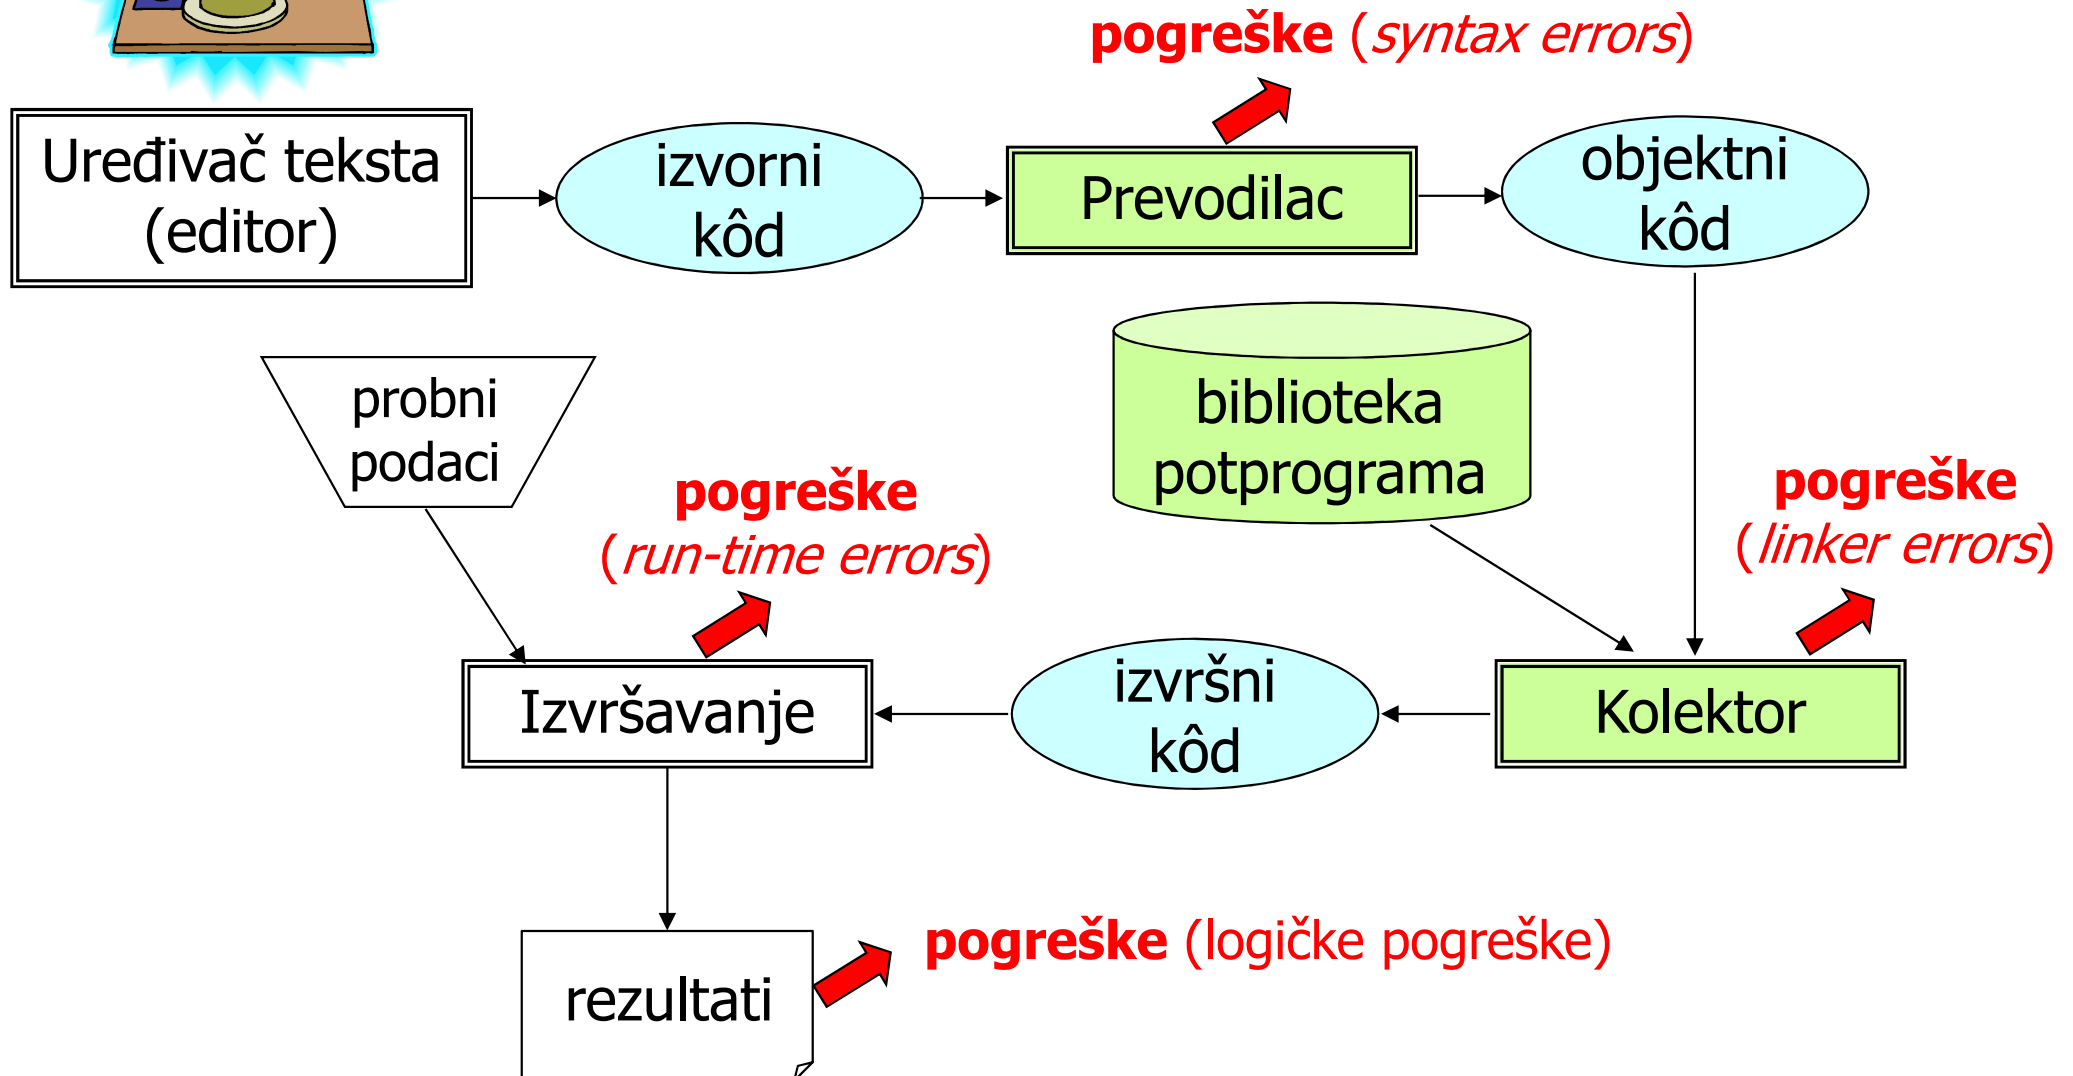 pogreške (syntax errors)
Uređivač teksta
(editor)
izvorni
kôd
Prevodilac
objektni
kôd
probni
podaci
biblioteka
potprograma
pogreške
(run-time errors)
pogreške
(linker errors)
Izvršavanje
izvršni
kôd
Kolektor
rezultati
pogreške (logičke pogreške)